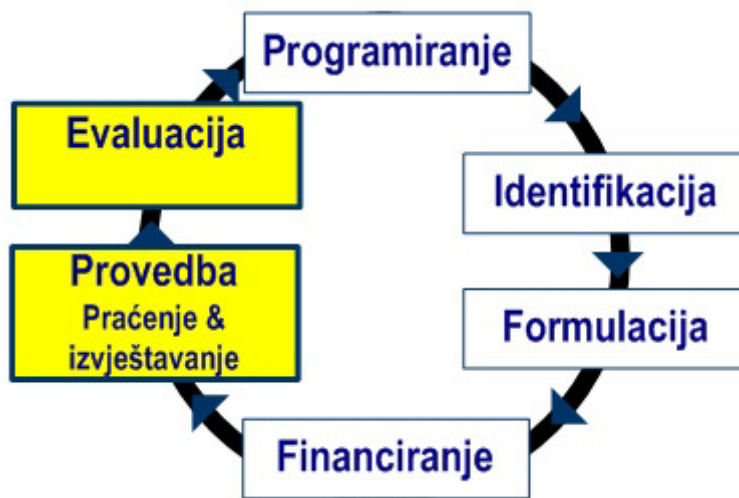 Programiranje
Identifikacija
Formulacija
Financiranje
Provedba
Praćenje &
izvještavanje
Evaluacija